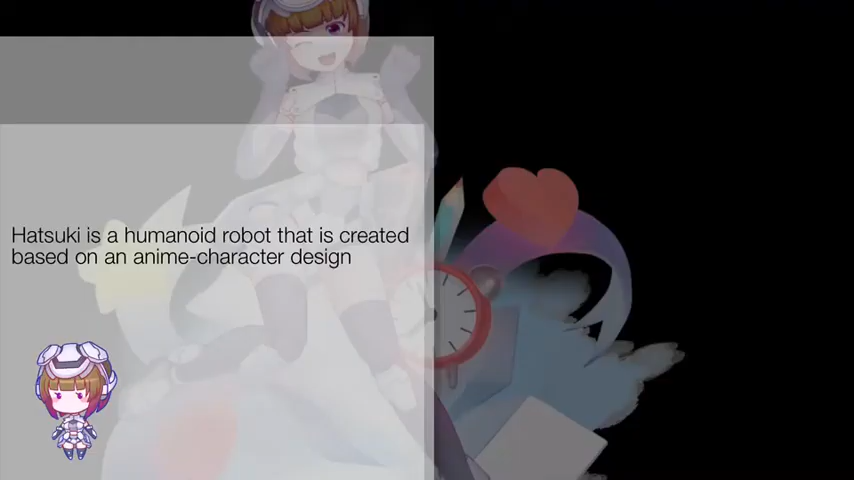 Hatsuki is a humanoid robot that is created
based on an anime-character design